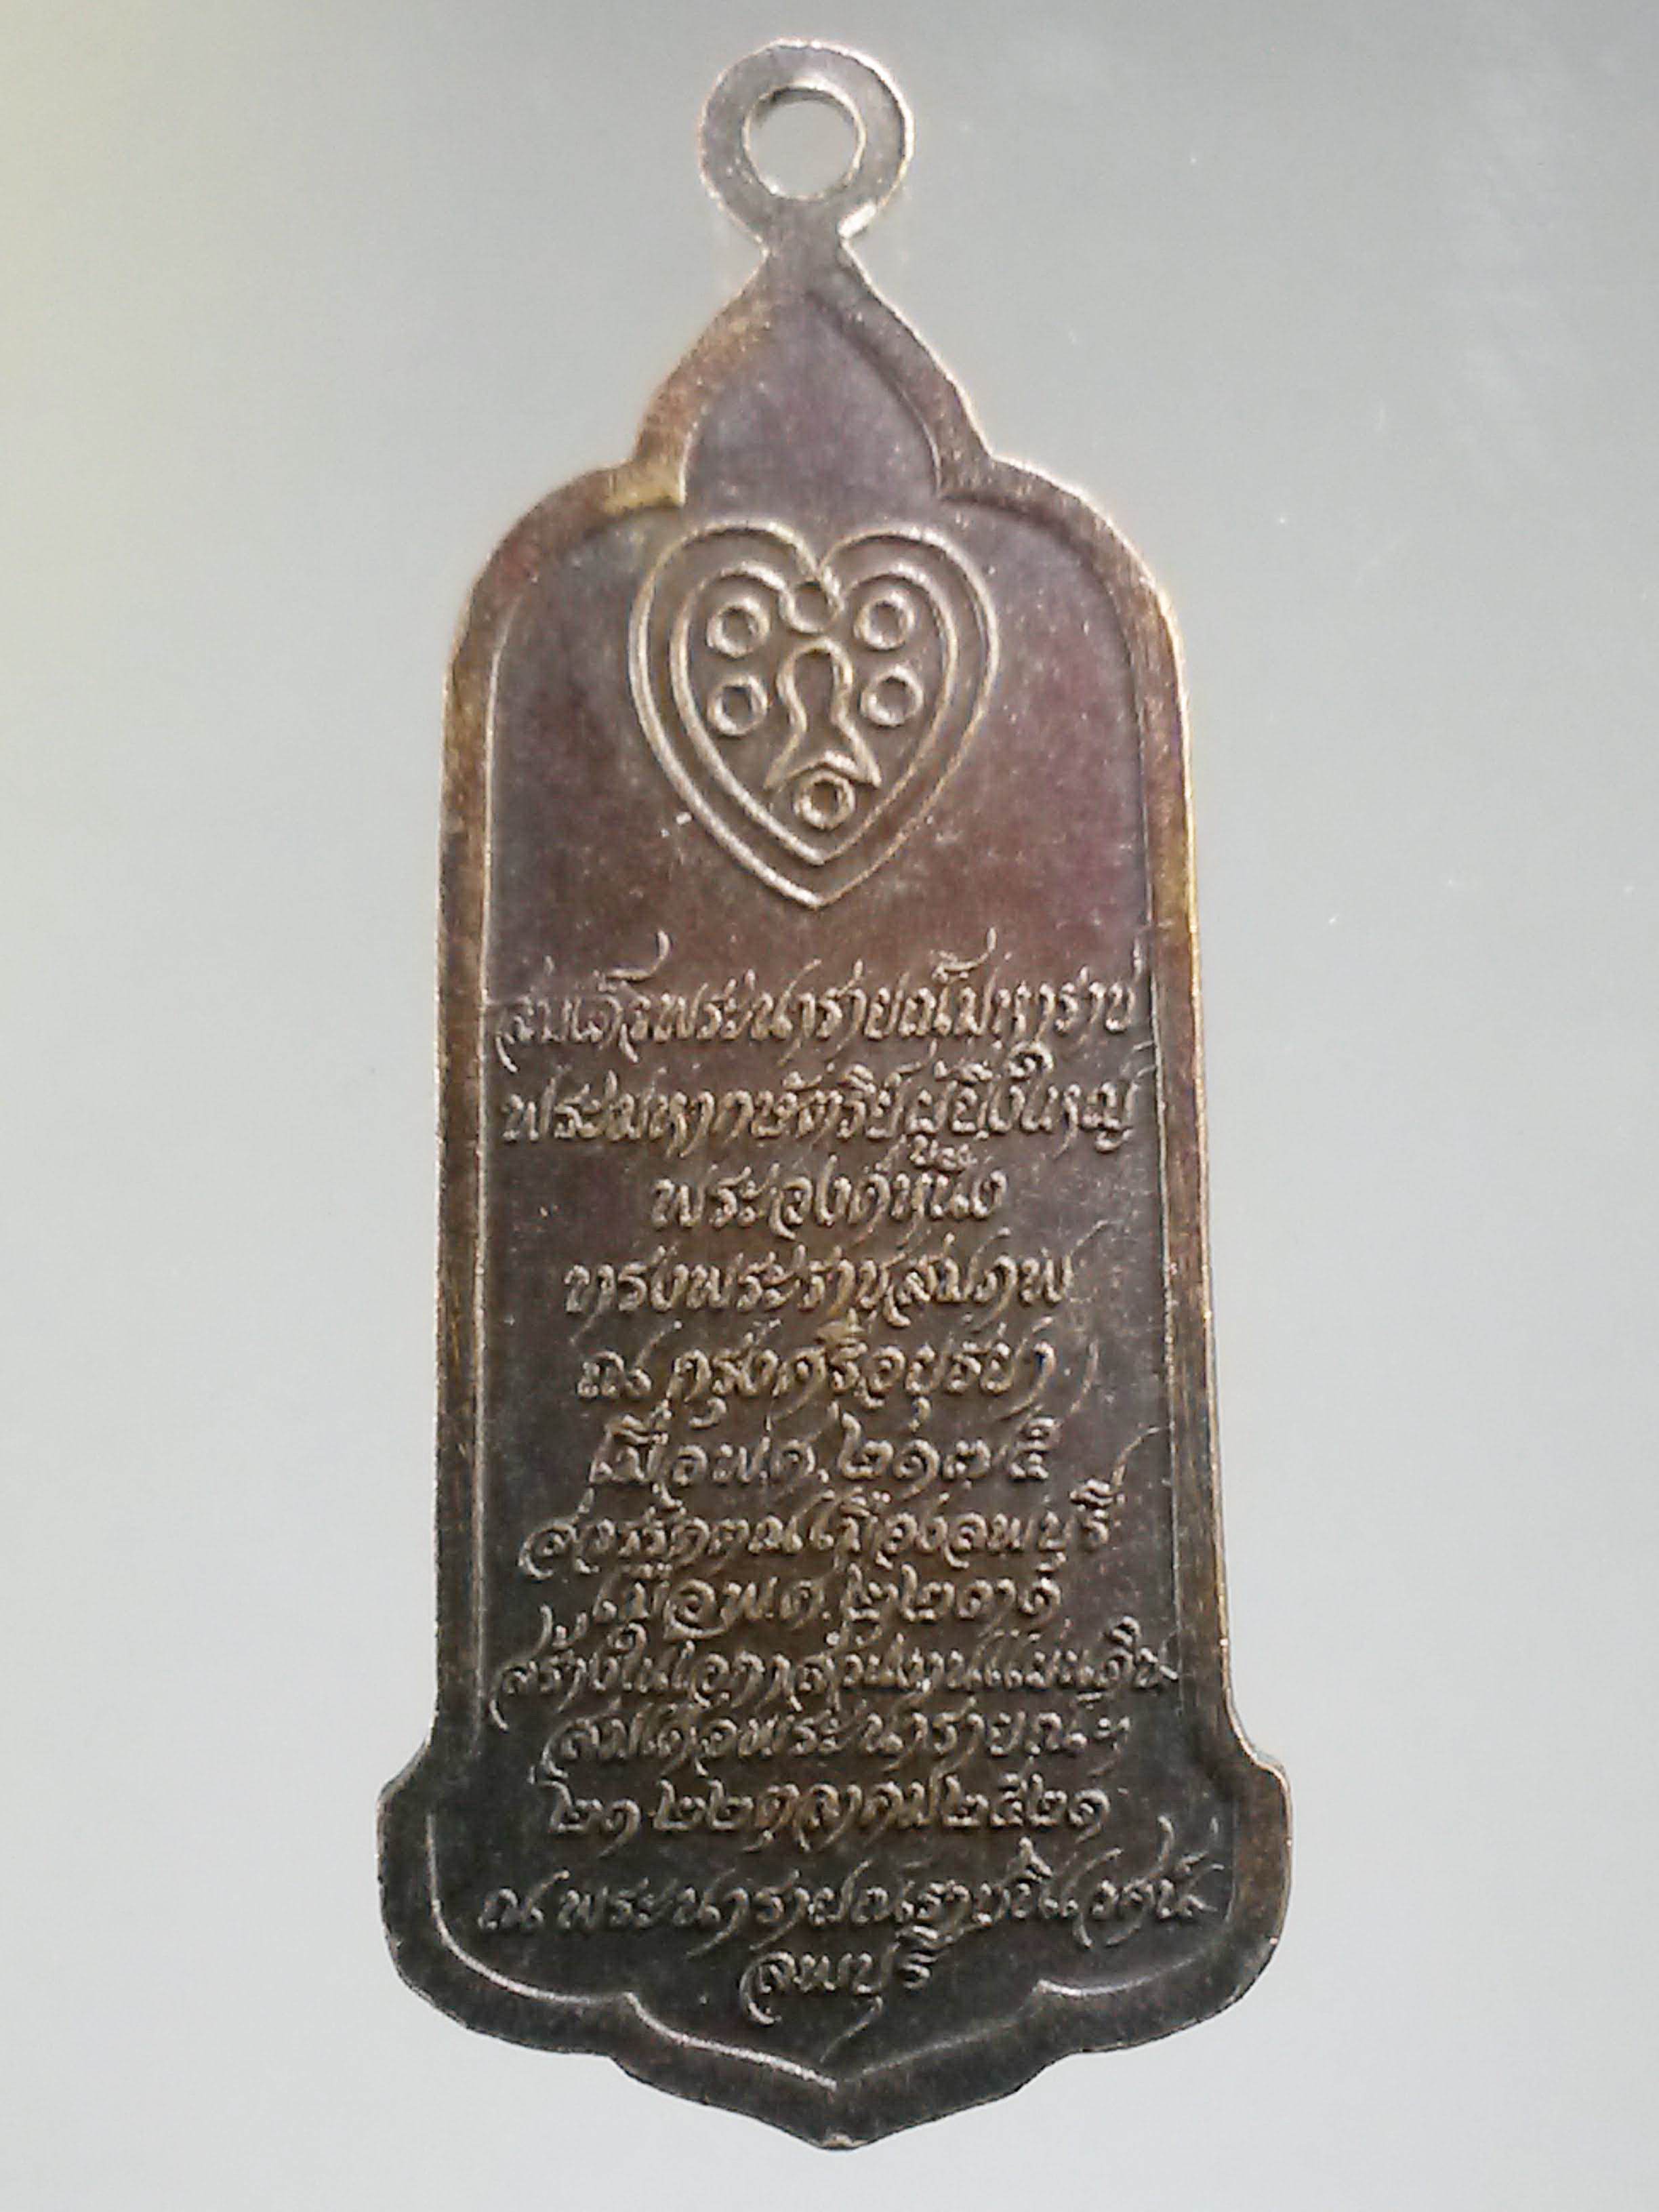 สมเด็จพระนารายณ์มหาราช
พระมหากษัตริย์ผู้ยิ่งใหญ่
พระองค์หนึ่ง
ทรงพระราชสมภพ
ณ กรุงศรีอยุธยา
เมื่อพ.ศ. ๒๑๗๕
สวรรคต ณ เมืองลพบุรี
เมื่อพ.ศ. ๒๒๓๑
สร้างในโอกาสวันแผ่นดิน
สมเด็จพระนารายณ์ฯ
๒๑-๒๒ ตุลาคม ๒๕๒๑
ณ พระนารายณ์ราชนิเวศน์
ลพบุรี